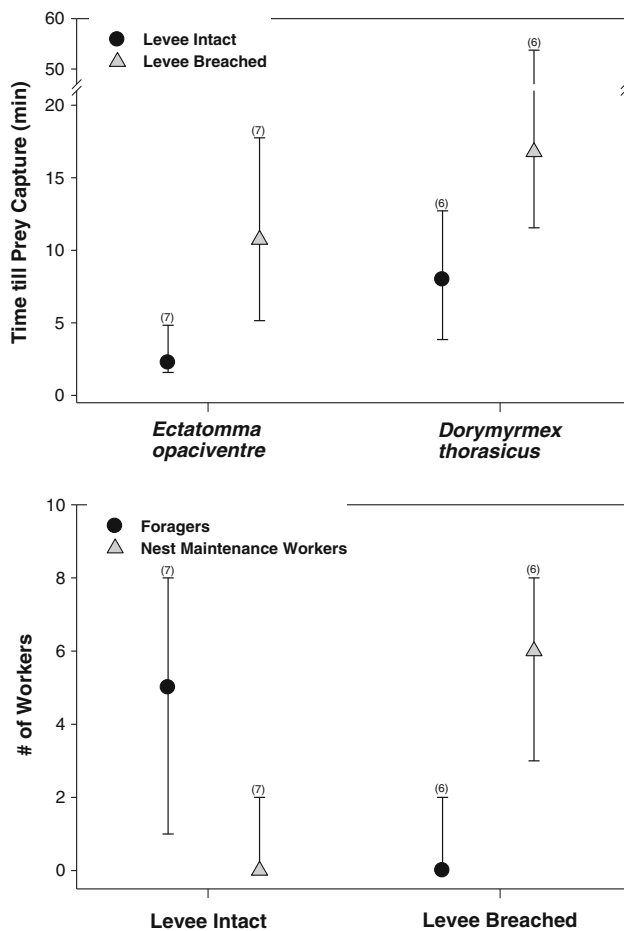 60
50
20
15
10
5
0
Time till Prey Capture (min)
Levee Intact
Levee Breached
(7)
(7)
(6)
(6)
Ectatomma
opaciventre
Dorymyrmex
thorasicus
10
8
6
4
2
0
# of Workers
Foragers
Nest Maintenance Workers
(7)
(7)
(6)
(6)
Levee Intact
Levee Breached